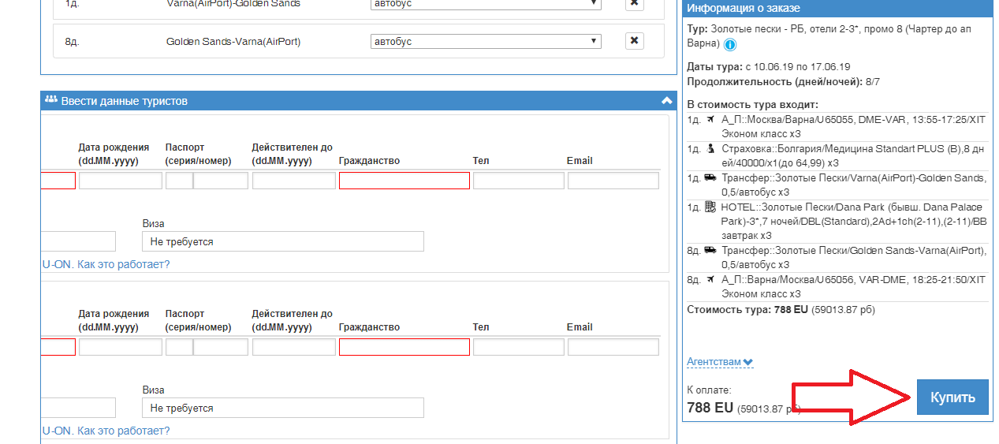 1д. Varna(AirPort)-Golden Sands автобус
8д. Golden Sands-Varna(AirPort) автобус
Ввести данные туристов
Дата рождения (dd.MM.yyyy) Паспорт (серия/номер) Действителен до (dd.MM.yyyy) Гражданство Тел Email
Виза
Не требуется
U-ON. Как это работает?
Дата рождения (dd.MM.yyyy) Паспорт (серия/номер) Действителен до (dd.MM.yyyy) Гражданство Тел Email
Виза
Не требуется
U-ON. Как это работает?
Информация о заказе
Тур: Золотые пески - РБ, отели 2-3*, промо 8 (Чартер до ап
Варна)
Даты тура: с 10.06.19 по 17.06.19
Продолжительность (дней/ночей): 8/7
В стоимость тура входит:
1д. А_П::Москва/Варна/U65055, DME-VAR, 13:55-17:25/XIT
Эконом класс x3
1д. Страховка::Болгария/Медицина Standart PLUS (B),8 дн
ей/40000/x1(до 64,99) x3
1д. Трансфер::Золотые Пески/Varna(AirPort)-Golden Sands,
0,5/автобус x3
1д. HOTEL::Золотые Пески/Dana Park (бывш. Dana Palace
Park)-3*,7 ночей/DBL(Standard),2Ad+1ch(2-11),(2-11)/BB
завтрак x3
8д. Трансфер::Золотые Пески/Golden Sands-Varna(AirPort),
0,5/автобус x3
8д. А_П::Варна/Москва/U65056, VAR-DME, 18:25-21:50/XIT
Эконом класс x3
Стоимость тура: 788 EU (59013.87 рб)
Агентствам
К оплате:
788 EU (59013.87 рб)
Купить